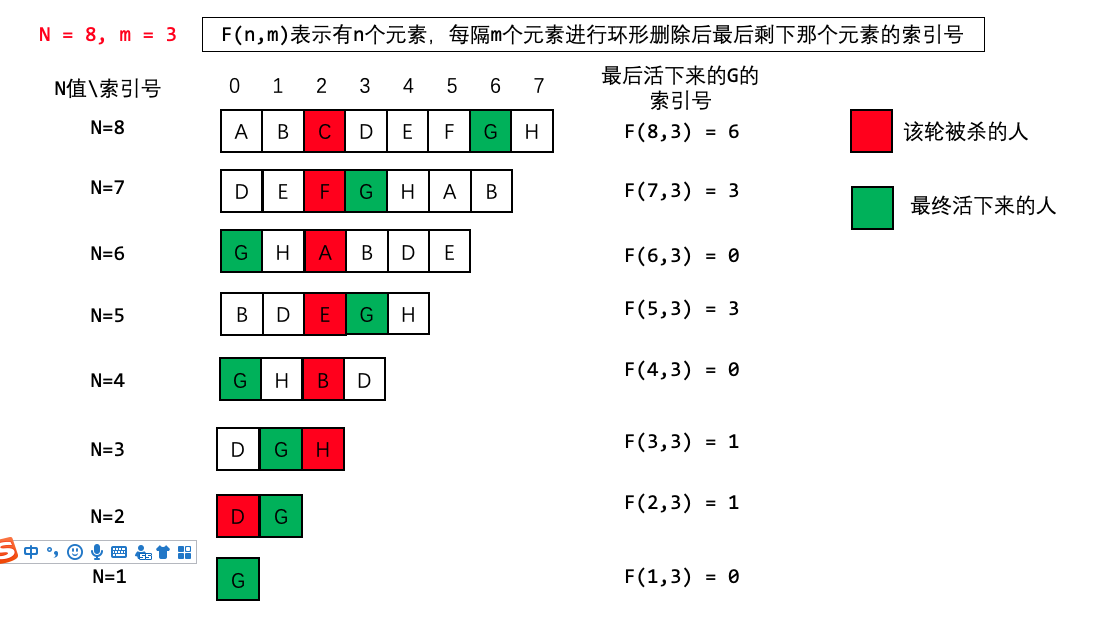 N = 8, m = 3
F(n,m)表示有n个元素，每隔m个元素进行环形删除后最后剩下那个元素的索引号
N值\索引号
0 1 2 3 4 5 6 7
最后活下来的G的
索引号
N=8
A B C D E F G H
F(8,3) = 6
该轮被杀的人
N=7
D E F G H A B
F(7,3) = 3
最终活下来的人
N=6
G H A B D E
F(6,3) = 0
N=5
B D E G H
F(5,3) = 3
N=4
G H B D
F(4,3) = 0
N=3
D G H
F(3,3) = 1
N=2
D G
F(2,3) = 1
中
N=1
G
F(1,3) = 0